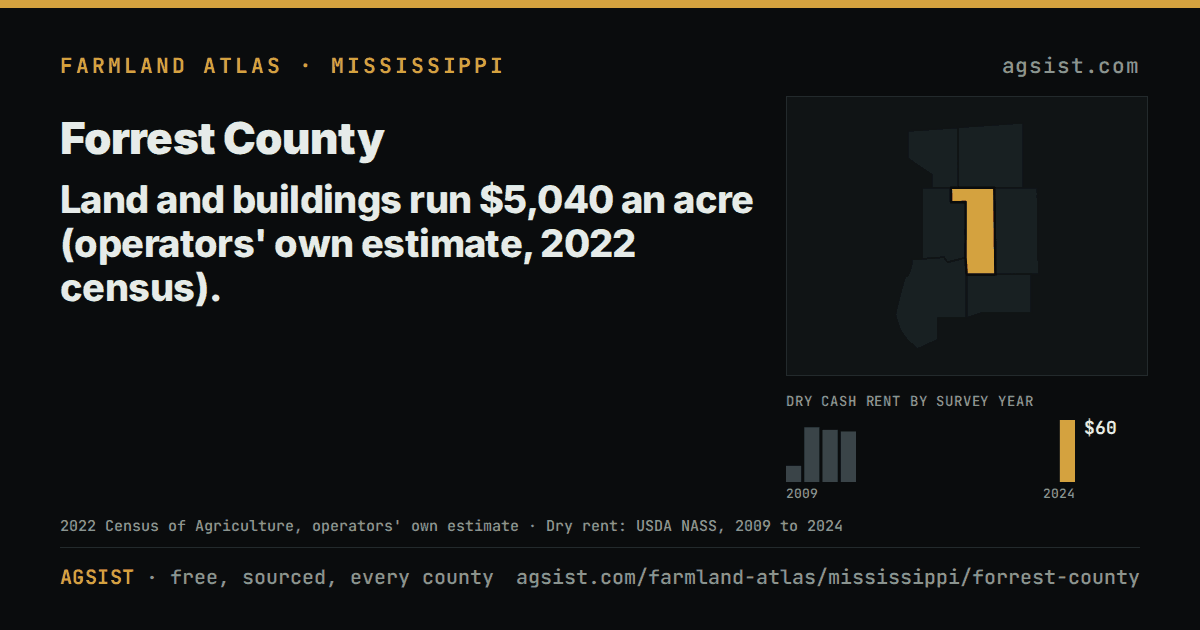 FARMLAND ATLAS · MISSISSIPPI
agsist.com
Forrest County
Land and buildings run $5,040 an acre
(operators' own estimate, 2022
census).
DRY CASH RENT BY SURVEY YEAR
$60
2009
2024
2022 Census of Agriculture, operators' own estimate · Dry rent: USDA NASS, 2009 to 2024
AGSIST · free, sourced, every county
agsist.com/farmland-atlas/mississippi/forrest-county